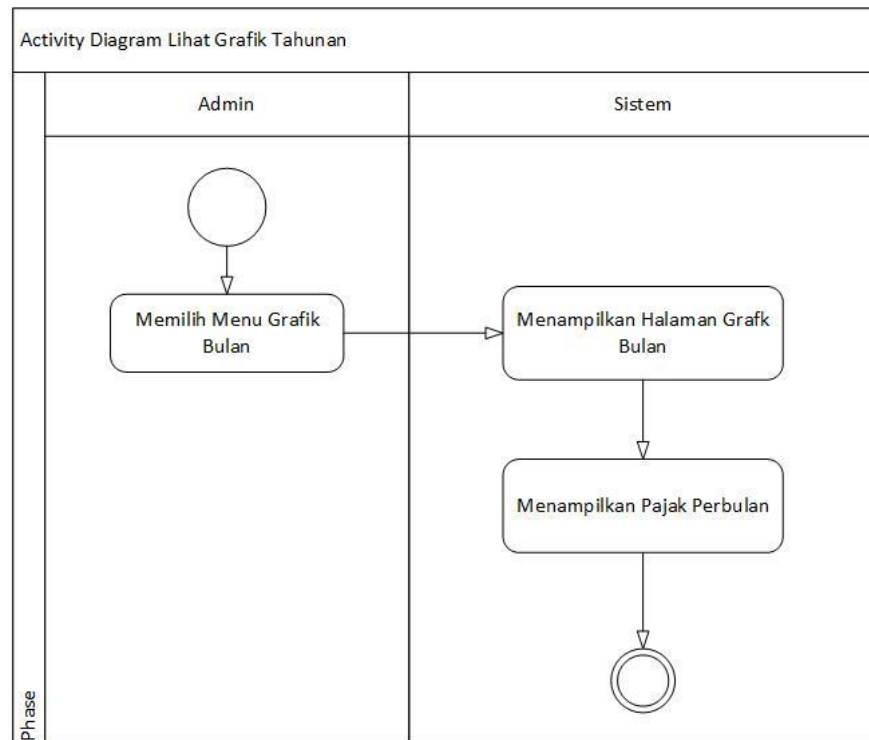 Activity Diagram Lihat Grafik Tahunan
Admin
Sistem
Memilih Menu Grafik
Bulan
Menampilkan Halaman Grafk
Bulan
Menampilkan Pajak Perbulan
Phase